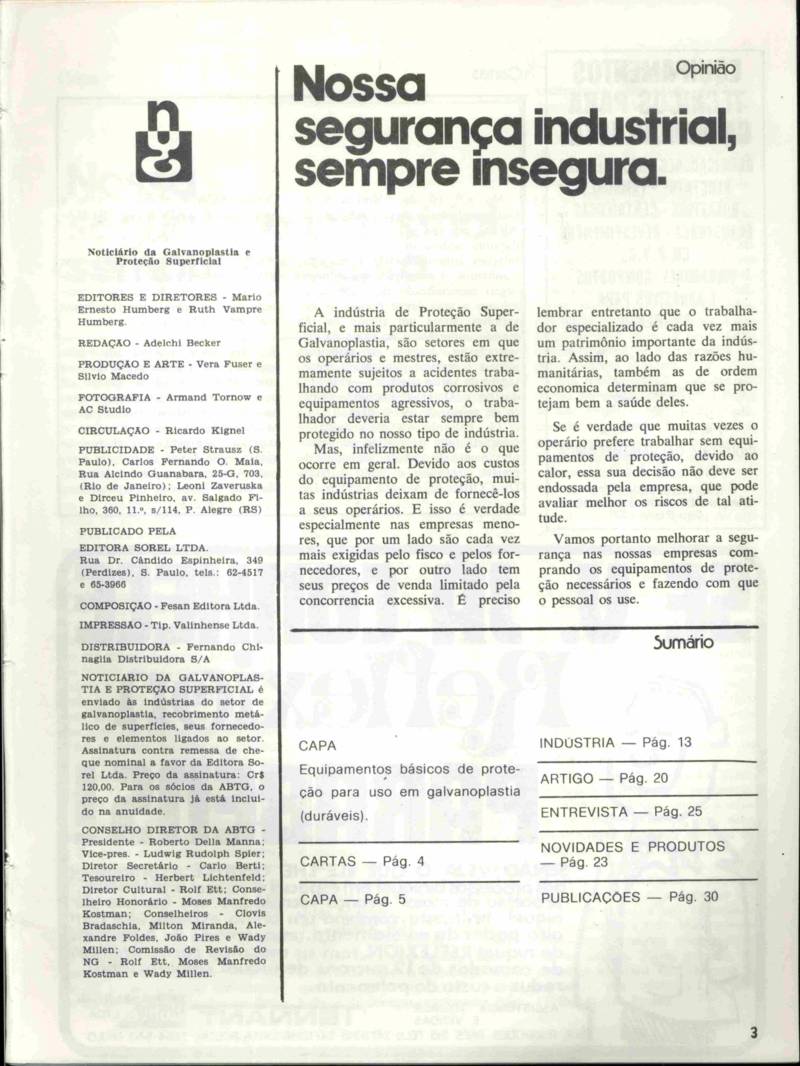 n
g
Noticiário da Galvanoplastia e
Proteção Superficial
EDITORES E DIRETORES - Mario
Ernesto Humberg e Ruth Vampre
Humberg.
REDAÇÃO - Adelchi Becker
PRODUÇÃO E ARTE - Vera Fuser e
Silvio Macedo
FOTOGRAFIA - Armand Tornow e
AC Studio
CIRCULAÇÃO - Ricardo Kignel
PUBLICIDADE - Peter Strausz (S.
Paulo), Carlos Fernando O. Maia,
Rua Alcindo Guanabara, 25-G, 703,
(Rio de Janeiro); Leoni Zaveruska
e Dirceu Pinheiro, av. Salgado Fi-
lho, 360, 11.º, s/114, P. Alegre (RS)
PUBLICADO PELA
EDITORA SOREL LTDA.
Rua Dr. Cândido Espinheira, 349
(Perdizes), S. Paulo, tels.: 62-4517
e 65-3966
COMPOSIÇÃO - Fesan Editora Ltda.
IMPRESSÃO - Tip. Valinhense Ltda.
DISTRIBUIDORA - Fernando Chi-
naglia Distribuidora S/A
NOTICIARIO DA GALVANOPLAS-
TIA E PROTEÇÃO SUPERFICIAL é
enviado às indústrias do setor de
galvanoplastia, recobrimento metá-
lico de superfícies, seus fornecedo-
res e elementos ligados ao setor.
Assinatura contra remessa de che-
que nominal a favor da Editora So-
rel Ltda. Preço da assinatura: Cr$
120,00. Para os sócios da ABTG, o
preço da assinatura já está incluí-
do na anuidade.
CONSELHO DIRETOR DA ABTG -
Presidente - Roberto Della Manna;
Vice-pres. - Ludwig Rudolph Spier;
Diretor Secretário - Carlo Berti;
Tesoureiro - Herbert Lichtenfeld;
Diretor Cultural - Rolf Ett; Conse-
lheiro Honorário - Moses Manfredo
Kostman; Conselheiros - Clovis
Bradaschia, Milton Miranda, Ale-
xandre Foldes, João Pires e Wady
Millen; Comissão de Revisão do
NG - Rolf Ett, Moses Manfredo
Kostman e Wady Millen.
Opinião
Nossa
segurança industrial,
sempre insegura.
A indústria de Proteção Super-
ficial, e mais particularmente a de
Galvanoplastia, são setores em que
os operários e mestres, estão extre-
mamente sujeitos a acidentes traba-
lhando com produtos corrosivos e
equipamentos agressivos, o traba-
lhador deveria estar sempre bem
protegido no nosso tipo de indústria.
Mas, infelizmente não é o que
ocorre em geral. Devido aos custos
do equipamento de proteção, mui-
tas indústrias deixam de fornecê-los
a seus operários. E isso é verdade
especialmente nas empresas meno-
res, que por um lado são cada vez
mais exigidas pelo fisco e pelos for-
necedores, e por outro lado tem
seus preços de venda limitado pela
concorrencia excessiva. É preciso
lembrar entretanto que o trabalha-
dor especializado é cada vez mais
um patrimônio importante da indús-
tria. Assim, ao lado das razões hu-
manitárias, também as de ordem
economica determinam que se pro-
tejam bem a saúde deles.
Se é verdade que muitas vezes o
operário prefere trabalhar sem equi-
pamentos de proteção, devido ao
calor, essa sua decisão não deve ser
endossada pela empresa, que pode
avaliar melhor os riscos de tal ati-
tude.
Vamos portanto melhorar a segu-
rança nas nossas empresas com-
prando os equipamentos de prote-
ção necessários e fazendo com que
o pessoal os use.
Sumário
CAPA
Equipamentos básicos de prote-
ção para uso em galvanoplastia
(duráveis).
CARTAS — Pág. 4
CAPA — Pág. 5
INDÚSTRIA — Pág. 13
ARTIGO — Pág. 20
ENTREVISTA — Pág. 25
NOVIDADES E PRODUTOS
— Pág. 23
PUBLICAÇÕES — Pág. 30
3